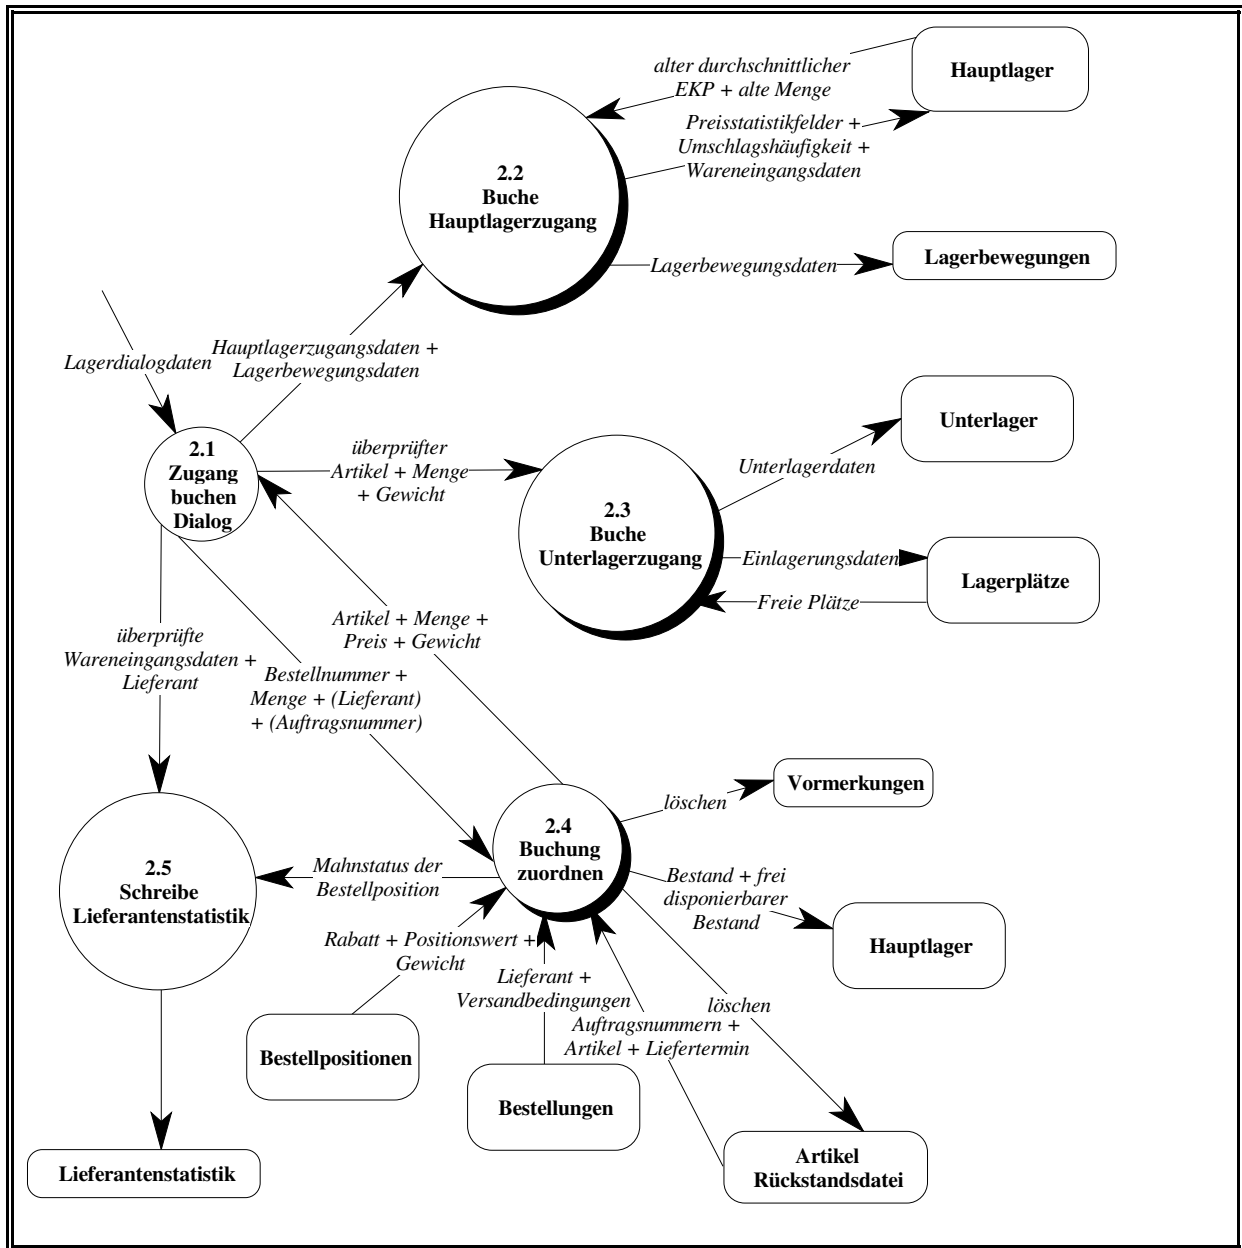 alter durchschnittlicher
EKP + alte Menge
Hauptlager
Preisstatistikfelder +
Umschlagshäufigkeit +
Wareneingangsdaten
2.2
Buche
Hauptlagerzugang
Lagerbewegungsdaten
Lagerbewegungen
Lagerdialogdaten
Hauptlagerzugangsdaten +
Lagerbewegungsdaten
2.1
Zugang
buchen
Dialog
überprüfter
Artikel + Menge
+ Gewicht
Unterlager
Unterlagerdaten
2.3
Buche
Unterlagerzugang
Einlagerungsdaten
Lagerplätze
Freie Plätze
Artikel + Menge +
Preis + Gewicht
überprüfte
Wareneingangsdaten +
Lieferant
Bestellnummer +
Menge + (Lieferant)
+ (Auftragsnummer)
Vormerkungen
löschen
2.4
Buchung
zuordnen
2.5
Schreibe
Lieferantenstatistik
Mahnstatus der
Bestellposition
Bestand + frei
disponierbarer
Bestand
Hauptlager
Rabatt + Positionswert +
Gewicht
Lieferant +
Versandbedingungen
löschen
Auftragsnummern +
Artikel + Liefertermin
Bestellpositionen
Bestellungen
Artikel
Rückstandsdatei
Lieferantenstatistik